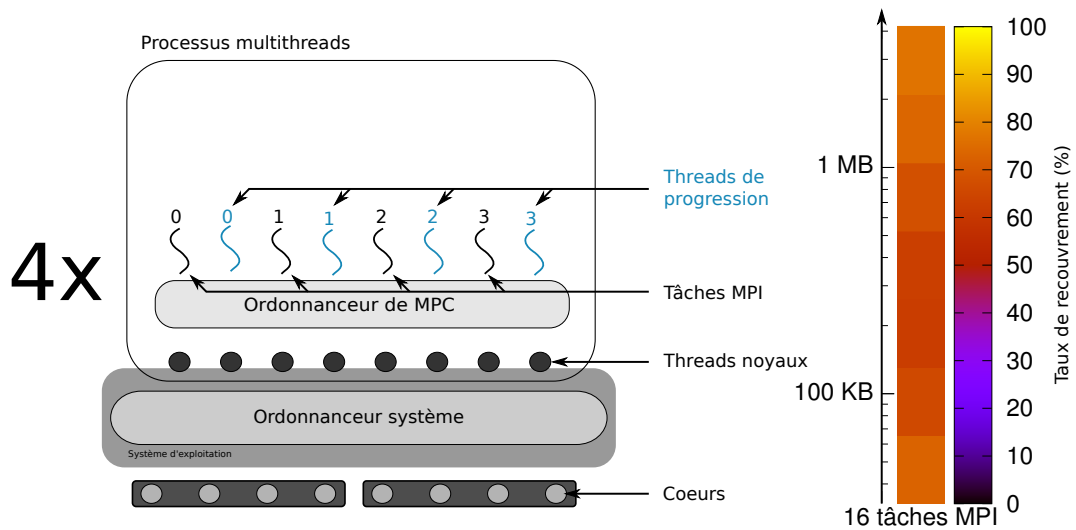 Processus multithreads
4x
Threads de
progression
0 0 1 1 2 2 3 3
Tâches MPI
Ordonnanceur de MPC
Threads noyaux
Ordonnanceur système
Système d'exploitation
Coeurs
1 MB
100 KB
16 tâches MPI
100
90
80
70
60
50
40
30
20
10
0
Taux de recouvrement (%)